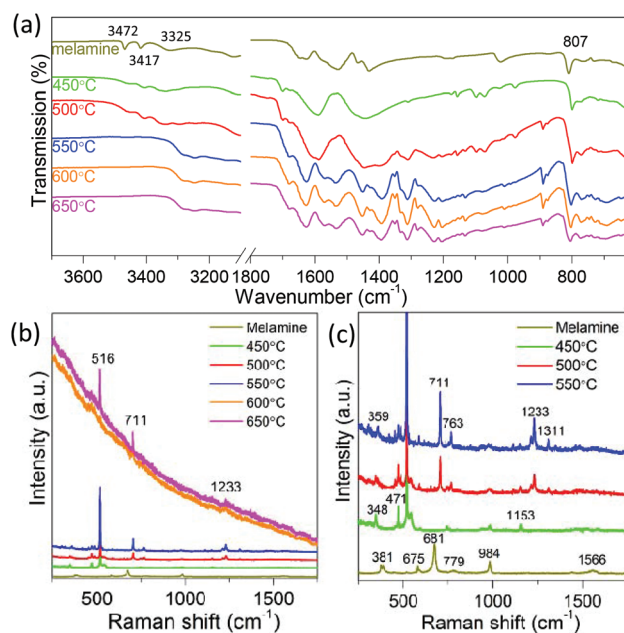 (a)
3472
3325
3417
807
melamine
450°C
500°C
550°C
600°C
650°C
Transmission (%)
3600 3400 3200 1800 1600 1400 1200 1000 800
Wavenumber (cm-1)
(b)
516
711
1233
Melamine
450°C
500°C
550°C
600°C
650°C
Intensity (a.u.)
500 1000 1500
Raman shift (cm-1)
(c)
Melamine
450°C
500°C
550°C
711
1233
359
763
1311
348
471
1153
681
381
675
779
984
1566
Intensity (a.u.)
500 1000 1500
Raman shift (cm-1)